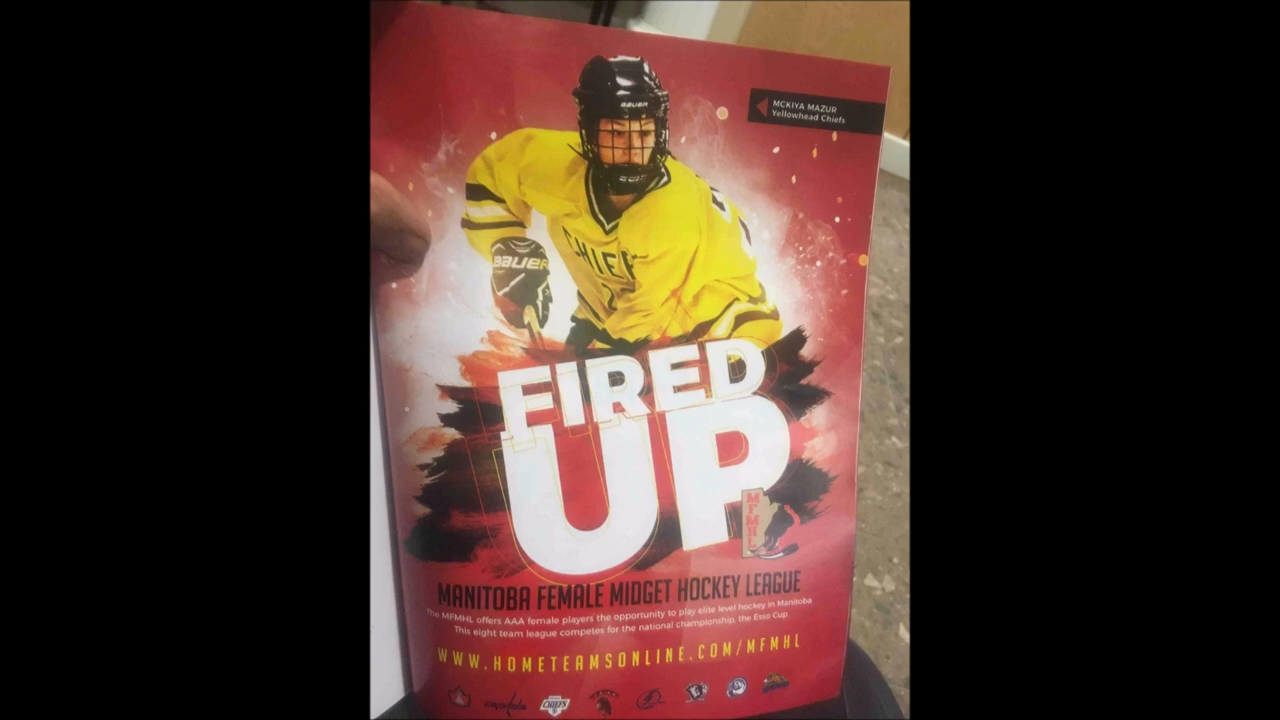 BAUER
MCKIYA MAZUR
Yellowhead Chiefs
CHIEF
BAUER
FIRED
UP
MFMHL
MANITOBA FEMALE MIDGET HOCKEY LEAGUE
The MFMHL offers AAA female players the opportunity to play elite level hockey in Manitoba
This eight team league competes for the national championship, the Esso Cup.
WWW.HOMETEAMSONLINE.COM/MFMHL
CHIEFS